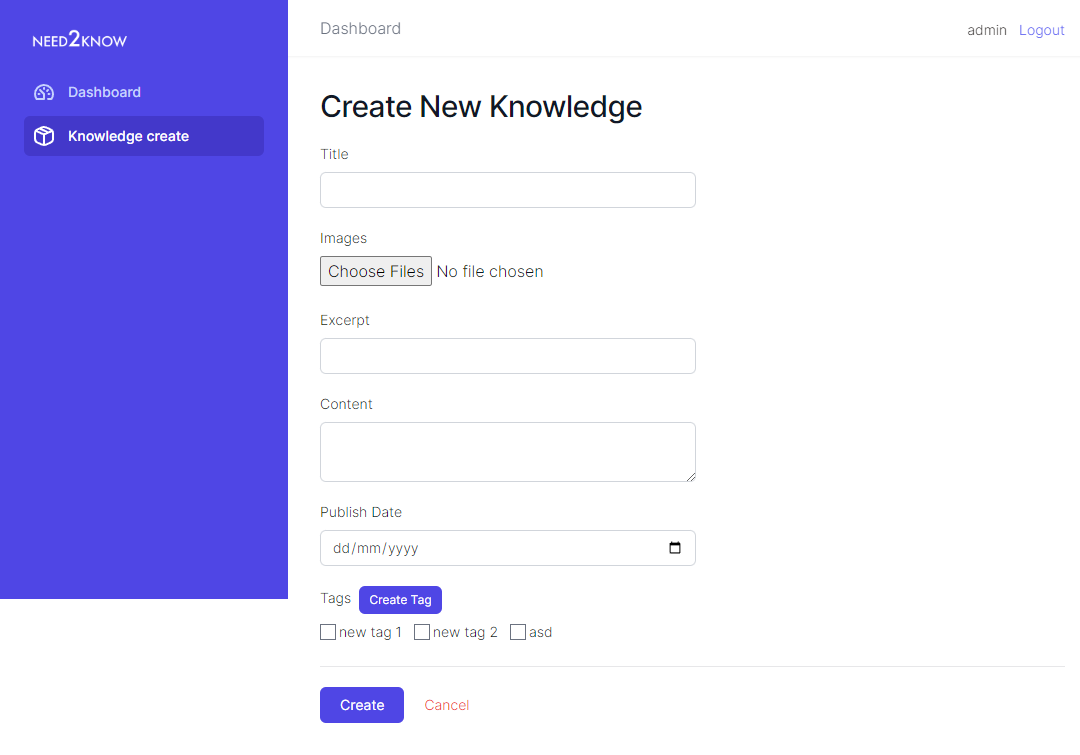 NEED2KNOW
Dashboard
Knowledge create
Dashboard
admin Logout
Create New Knowledge
Title
Images
Choose Files No file chosen
Excerpt
Content
Publish Date
dd/mm/yyyy
Tags Create Tag
new tag 1 new tag 2 asd
Create Cancel